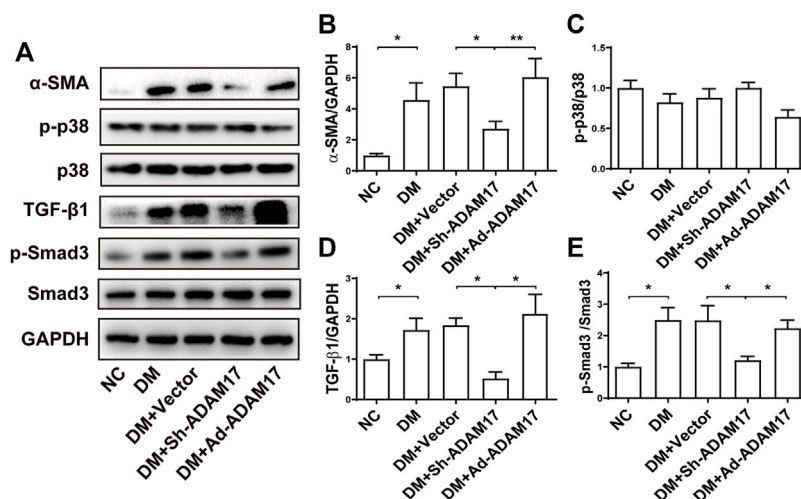 A
α-SMA
p-p38
p38
TGF-β1
p-Smad3
Smad3
GAPDH
NC
DM
DM+Vector
DM+Sh-ADAM17
DM+Ad-ADAM17
B
α-SMA/GAPDH
8
6
4
2
0
*
*
**
NC
DM
DM+Vector
DM+Sh-ADAM17
DM+Ad-ADAM17
C
p-p38/p38
1.5
1.0
0.5
0.0
NC
DM
DM+Vector
DM+Sh-ADAM17
DM+Ad-ADAM17
D
TGF-β1/GAPDH
3
2
1
0
*
*
*
NC
DM
DM+Vector
DM+Sh-ADAM17
DM+Ad-ADAM17
E
p-Smad3/Smad3
4
3
2
1
0
*
*
*
NC
DM
DM+Vector
DM+Sh-ADAM17
DM+Ad-ADAM17